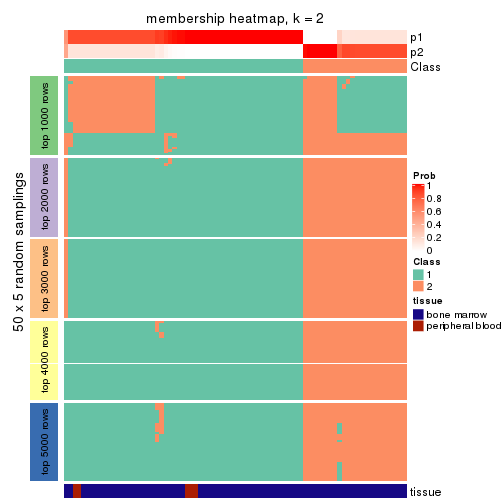 membership heatmap, k = 2
p1
p2
Class
50 x 5 random samplings
top 1000 rows
top 2000 rows
top 3000 rows
top 4000 rows
top 5000 rows
Prob
1
0.8
0.6
0.4
0.2
0
Class
1
2
tissue
bone marrow
peripheral blood
tissue